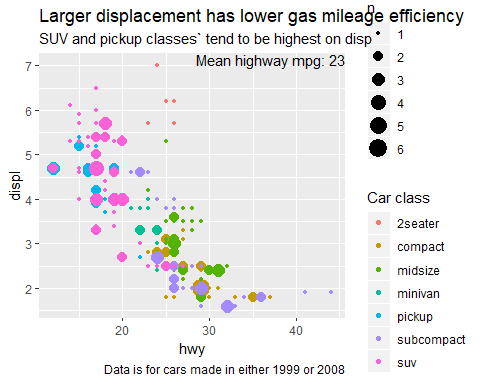 Larger displacement has lower gas mileage efficiency
SUV and pickup classes` tend to be highest on disp
Mean highway mpg: 23
7
6
5
4
3
2
displ
20
30
40
hwy
Data is for cars made in either 1999 or 2008
n
1
2
3
4
5
6
Car class
2seater
compact
midsize
minivan
pickup
subcompact
suv